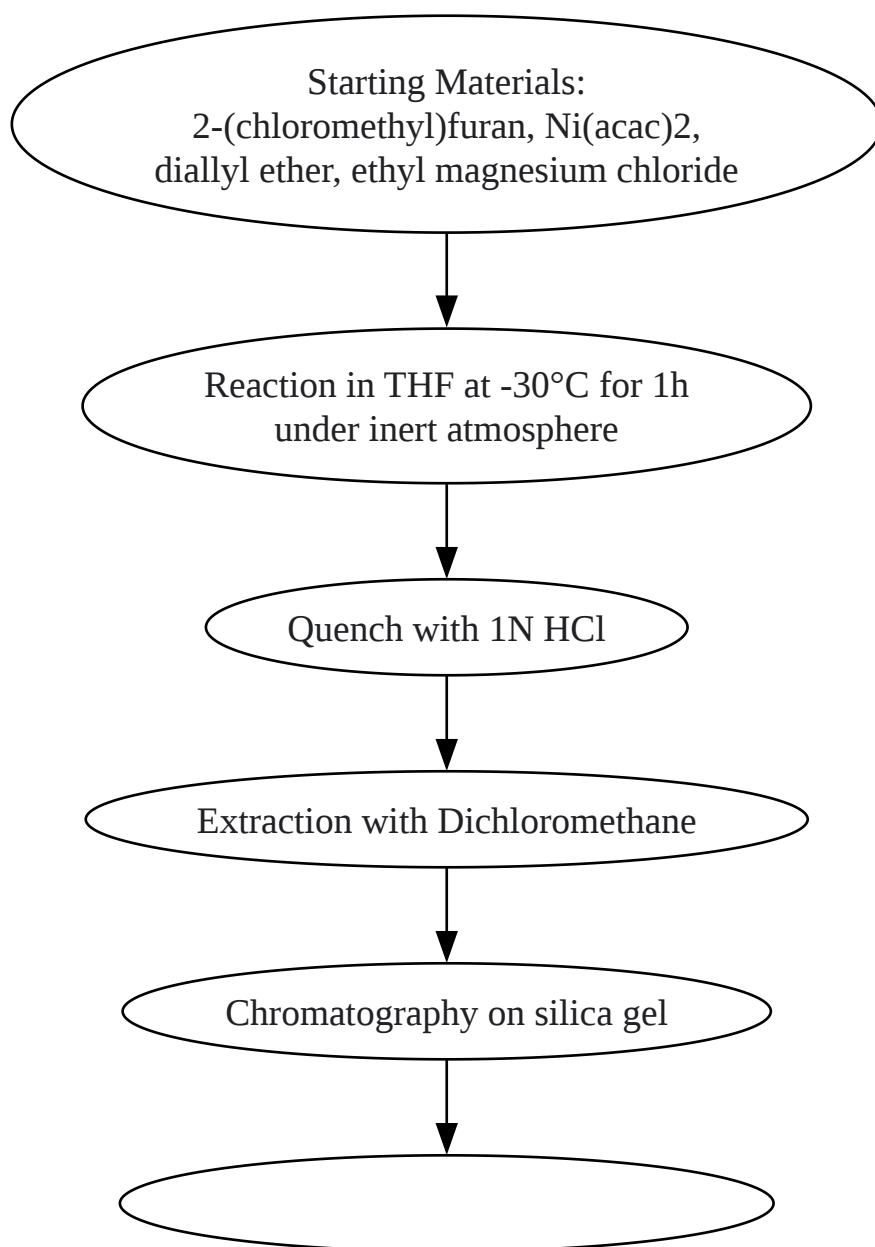 Starting Materials:
2-(chloromethyl)furan, Ni(acac)2,
diallyl ether, ethyl magnesium chloride
Reaction in THF at -30°C for 1h
under inert atmosphere
Quench with 1N HCl
Extraction with Dichloromethane
Chromatography on silica gel